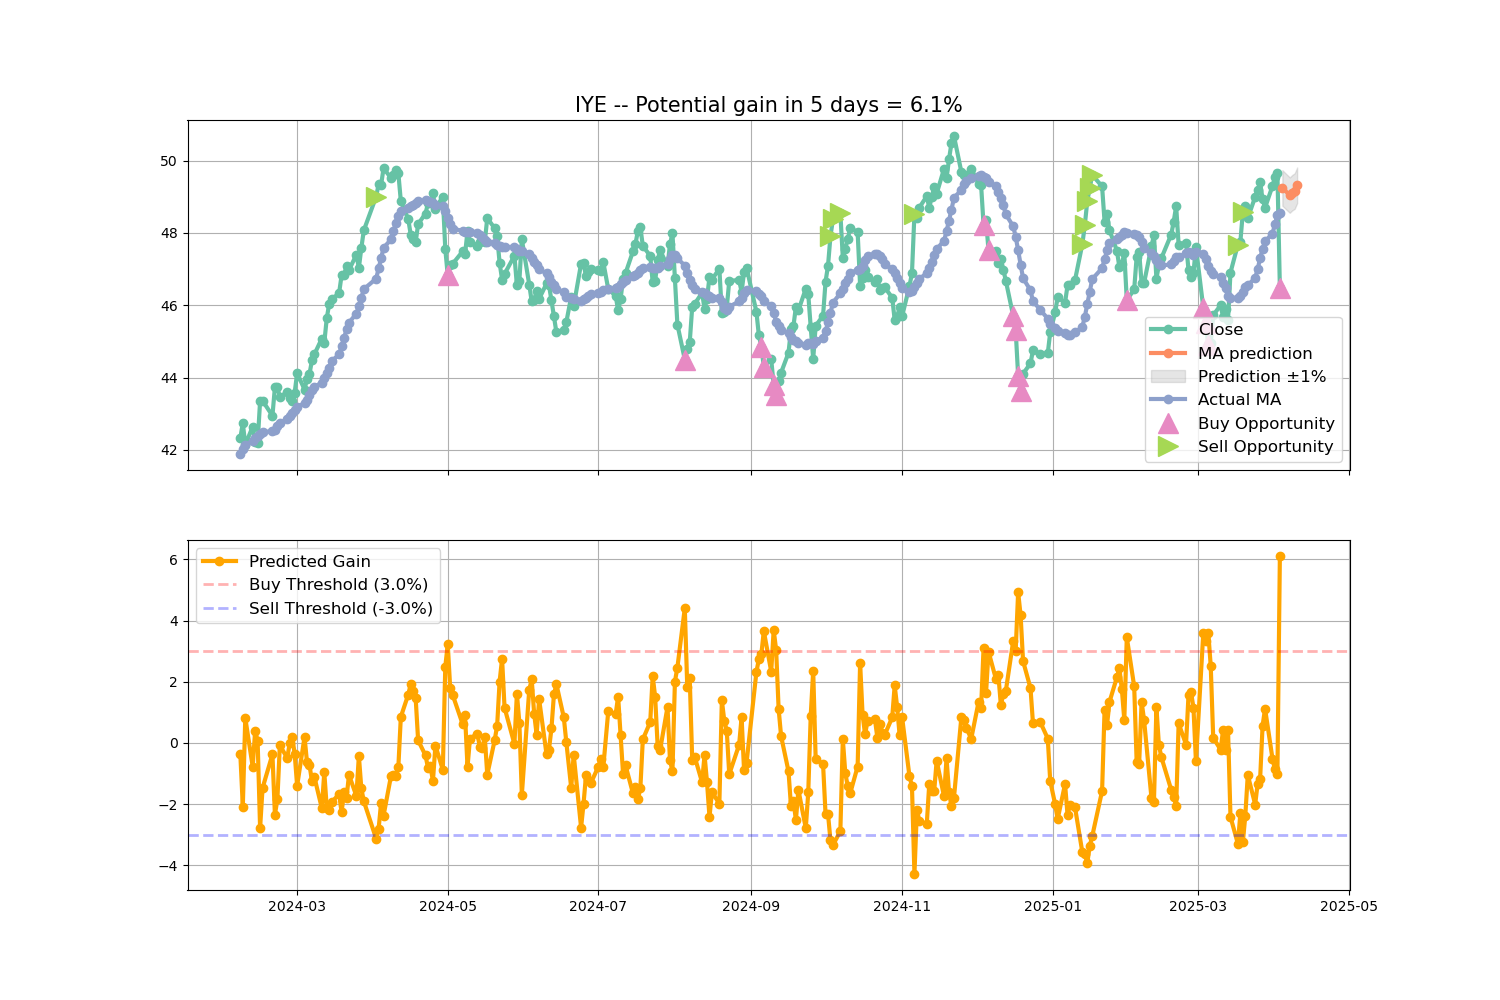 IYE -- Potential gain in 5 days = 6.1%
50
48
46
44
42
Close
MA prediction
Prediction ±1%
Actual MA
Buy Opportunity
Sell Opportunity
6
4
2
0
−2
−4
Predicted Gain
Buy Threshold (3.0%)
Sell Threshold (-3.0%)
2024-03 2024-05 2024-07 2024-09 2024-11 2025-01 2025-03 2025-05